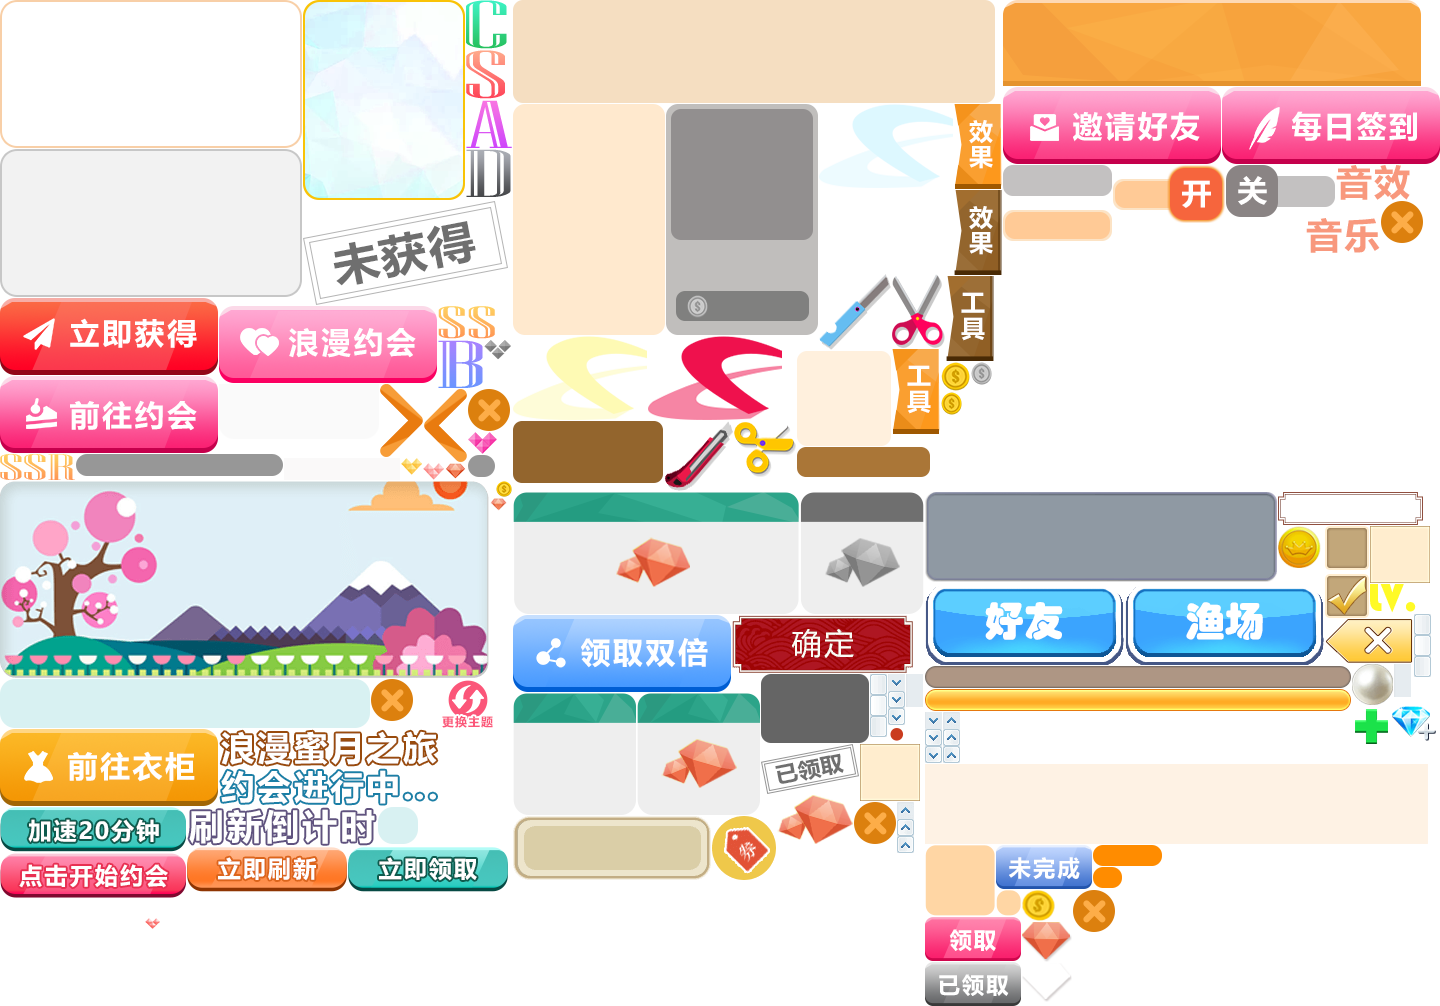 C
S
A
D
未获得
立即获得
浪漫约会
SS
B
前往约会
SSR
效果
效果
工具
工具
邀请好友
每日签到
开
关
音效
音乐
更换主题
前往衣柜
浪漫蜜月之旅
约会进行中...
加速20分钟
刷新倒计时
点击开始约会
立即刷新
立即领取
领取双倍
确定
已领取
券
好友
渔场
lv.
未完成
领取
已领取